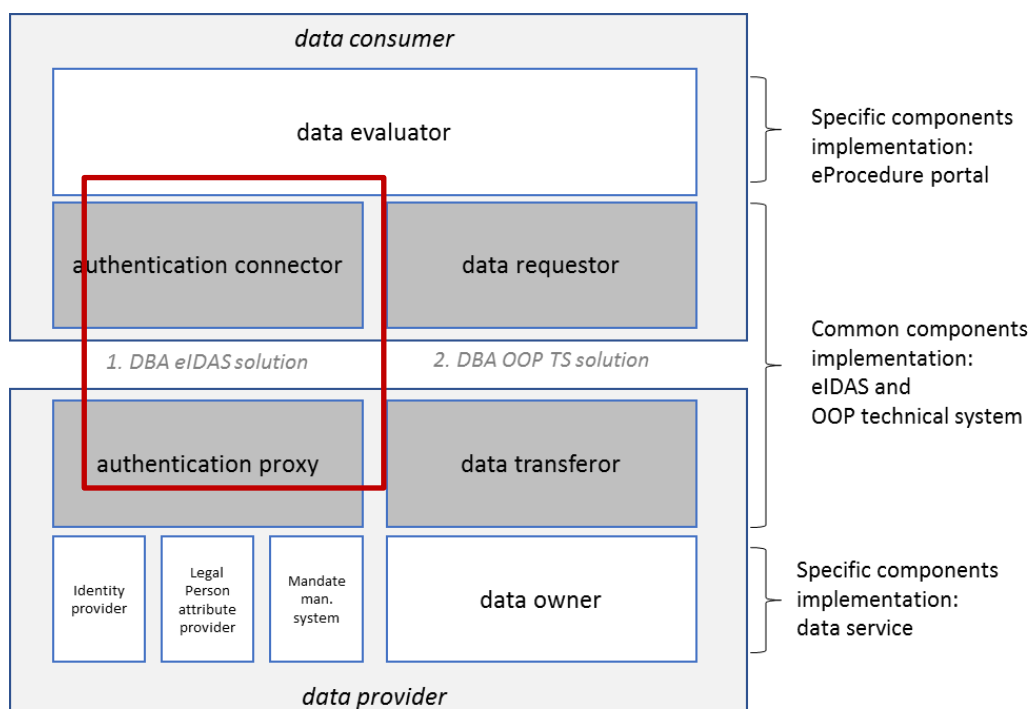 data consumer
data evaluator
Specific components
implementation:
eProcedure portal
authentication connector
data requestor
1. DBA eIDAS solution
2. DBA OOP TS solution
Common components
implementation:
eIDAS and
OOP technical system
authentication proxy
data transferor
Identity
provider
Legal
Person
attribute
provider
Mandate
man.
system
data owner
Specific components
implementation:
data service
data provider